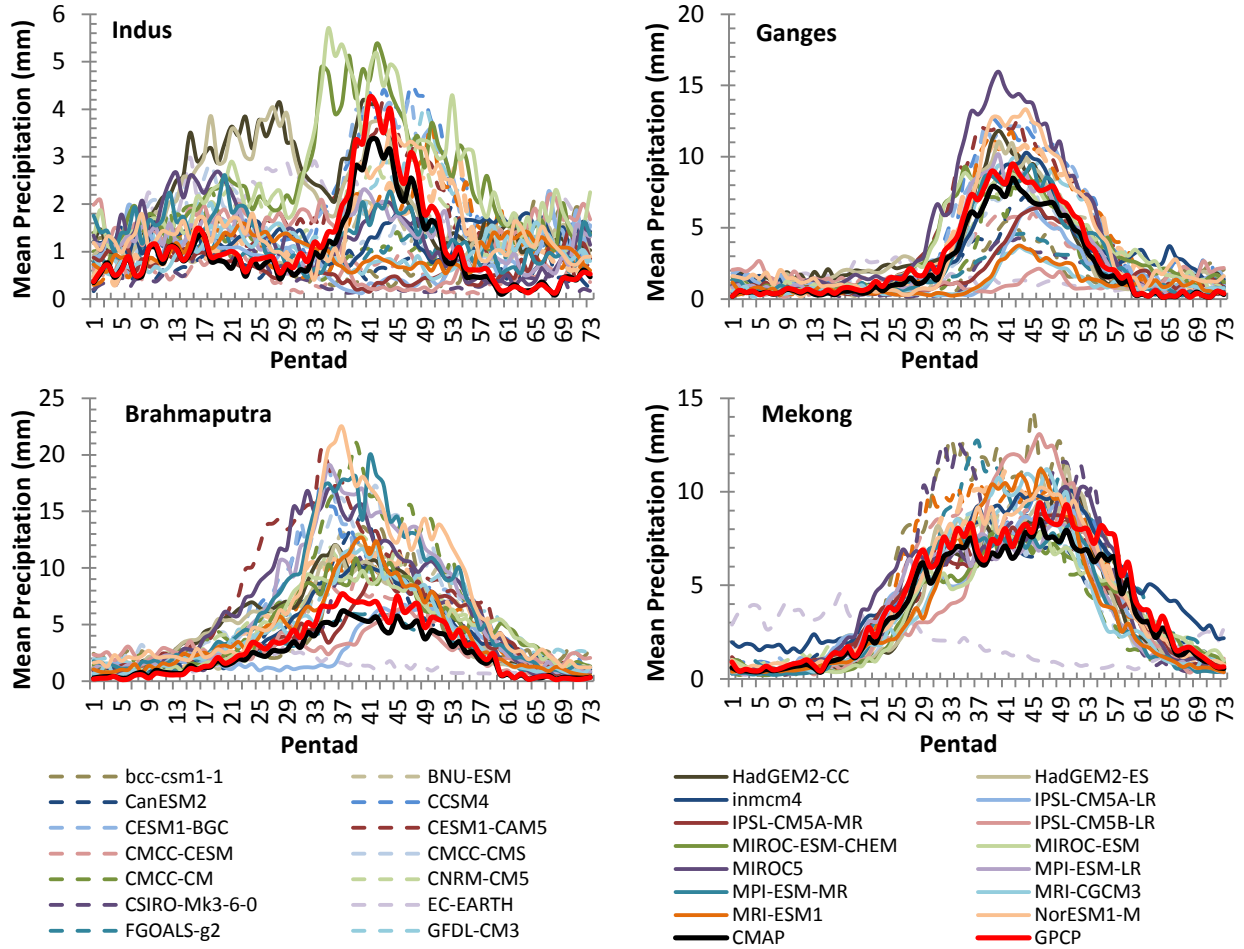 Indus
Mean Precipitation (mm)
6
5
4
3
2
1
0
1 5 9 13 17 21 25 29 33 37 41 45 49 53 57 61 65 69 73
Pentad
Ganges
Mean Precipitation (mm)
20
15
10
5
0
1 5 9 13 17 21 25 29 33 37 41 45 49 53 57 61 65 69 73
Pentad
Brahmaputra
Mean Precipitation (mm)
25
20
15
10
5
0
1 5 9 13 17 21 25 29 33 37 41 45 49 53 57 61 65 69 73
Pentad
Mekong
Mean Precipitation (mm)
15
10
5
0
1 5 9 13 17 21 25 29 33 37 41 45 49 53 57 61 65 69 73
Pentad
bcc-csm1-1 BNU-ESM
CanESM2 CCSM4
CESM1-BGC CESM1-CAM5
CMCC-CESM CMCC-CMS
CMCC-CM CNRM-CM5
CSIRO-Mk3-6-0 EC-EARTH
FGOALS-g2 GFDL-CM3
HadGEM2-CC HadGEM2-ES
inmcm4 IPSL-CM5A-LR
IPSL-CM5A-MR IPSL-CM5B-LR
MIROC-ESM-CHEM MIROC-ESM
MIROC5 MPI-ESM-LR
MPI-ESM-MR MRI-CGCM3
MRI-ESM1 NorESM1-M
CMAP GPCP